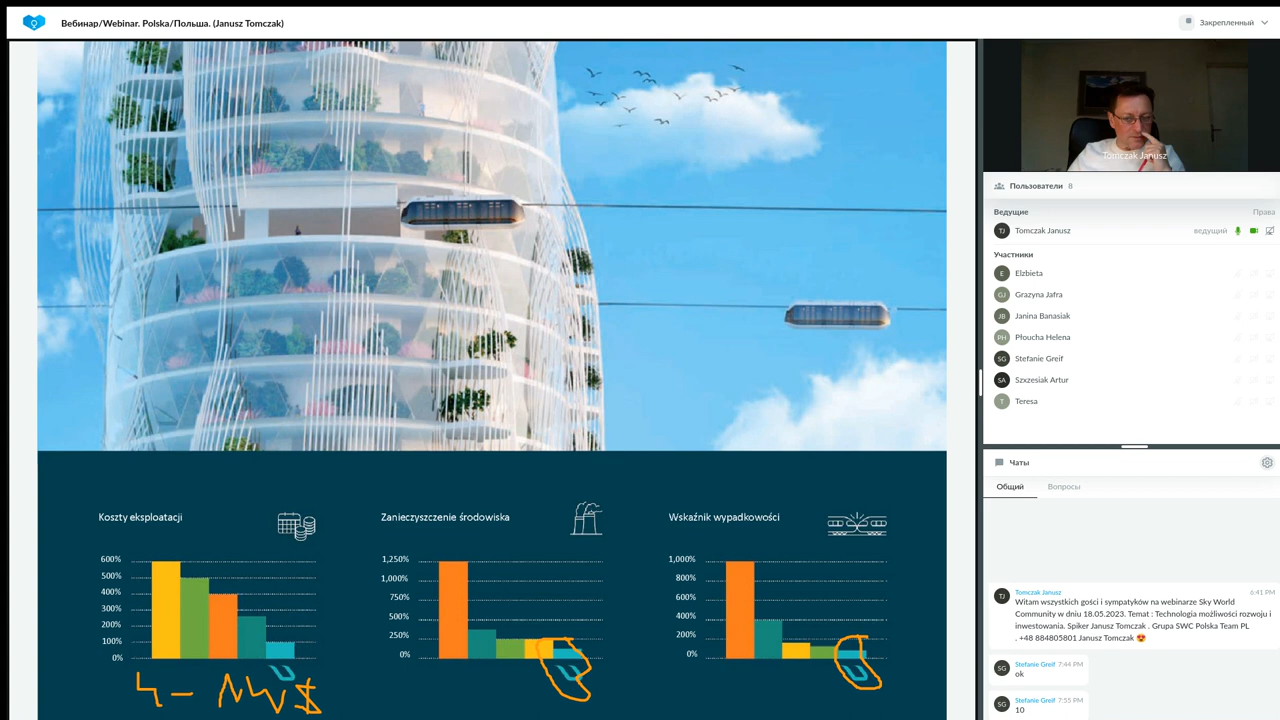 Вебинар/Webinar. Polska/Польша. (Janusz Tomczak)
Закрепленный
Tomczak Janusz
Пользователи 8
Ведущие Права
TJ Tomczak Janusz ведущий
Участники
E Elzbieta
GJ Grazyna Jafra
JB Janina Banasiak
PH Płoucha Helena
SG Stefanie Greif
SA Szxzesiak Artur
T Teresa
Чаты
Общий Вопросы
TJ Tomczak Janusz 6:41 PM
Witam wszystkich gości i sympatyków na webinarze Sky World
Community w dniu 18.05.2023. Temat : Technologia możliwości rozwoju i
inwestowania. Spiker Janusz Tomczak . Grupa SWC Polska Team PL
. +48 884805801 Janusz Tomczak 😍
SG Stefanie Greif 7:44 PM
ok
SG Stefanie Greif 7:55 PM
10
Koszty eksploatacji
600%
500%
400%
300%
200%
100%
0%
Zanieczyszczenie środowiska
1,250%
1,000%
750%
500%
250%
0%
Wskaźnik wypadkowości
1,000%
800%
600%
400%
200%
0%